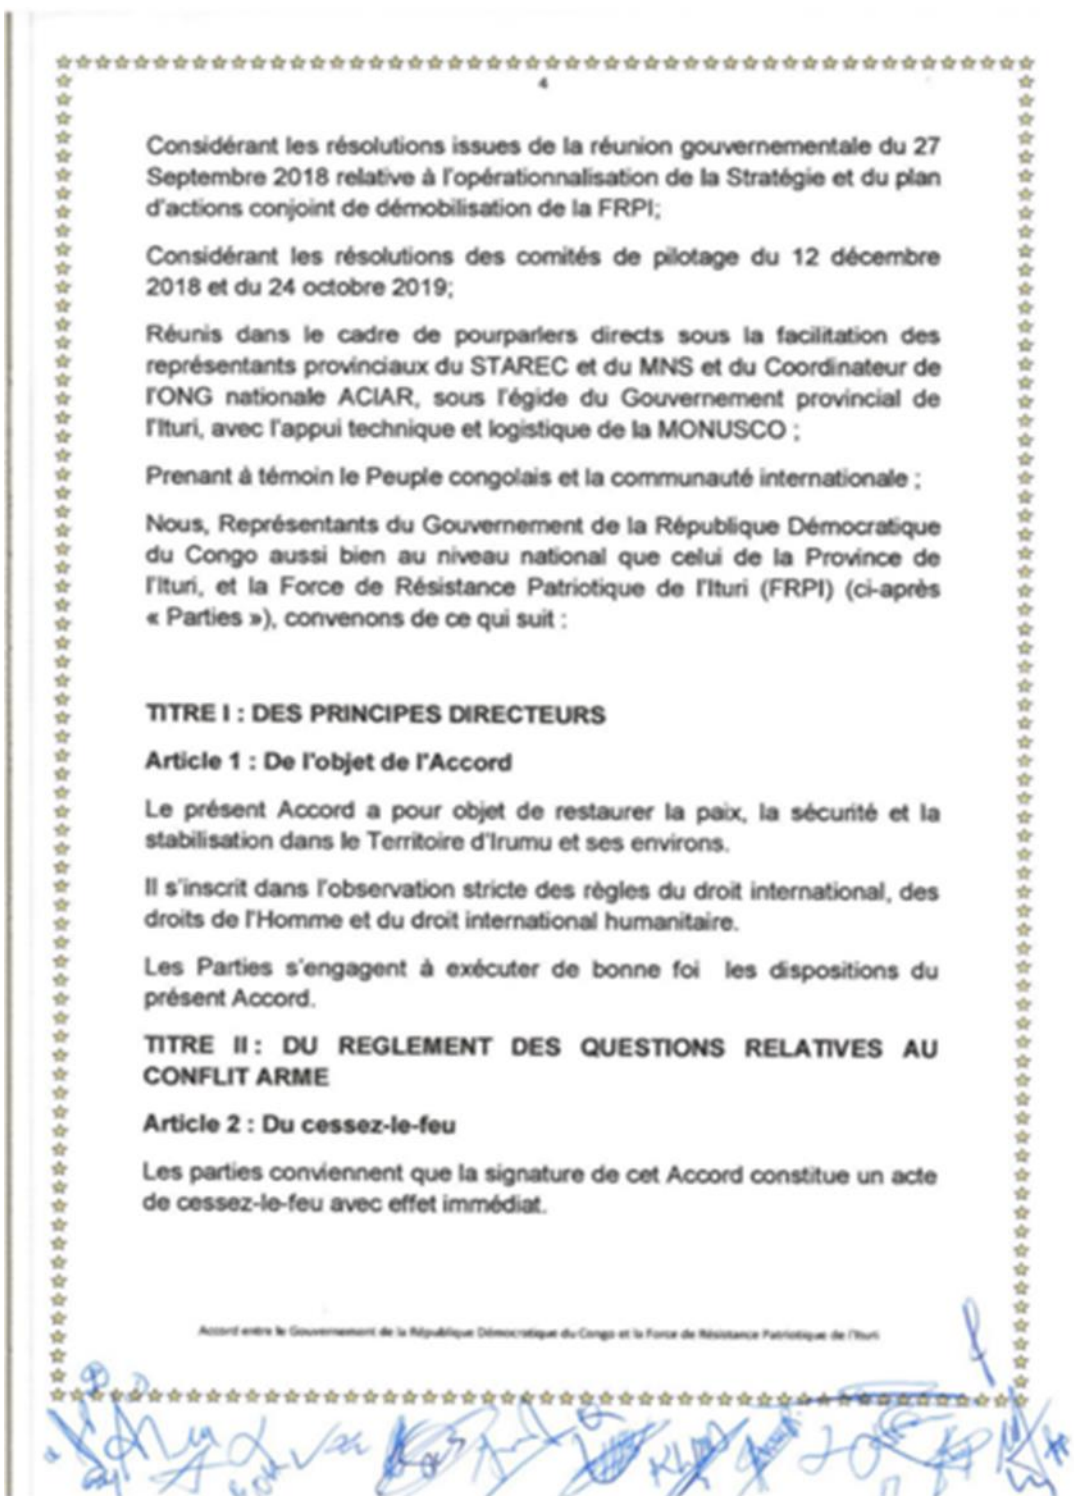 4
Considérant les résolutions issues de la réunion gouvernementale du 27
Septembre 2018 relative à l'opérationnalisation de la Stratégie et du plan
d'actions conjoint de démobilisation de la FRPI;
Considérant les résolutions des comités de pilotage du 12 décembre
2018 et du 24 octobre 2019;
Réunis dans le cadre de pourparlers directs sous la facilitation des
représentants provinciaux du STAREC et du MNS et du Coordinateur de
l'ONG nationale ACIAR, sous l'égide du Gouvernement provincial de
l'Ituri, avec l'appui technique et logistique de la MONUSCO ;
Prenant à témoin le Peuple congolais et la communauté internationale ;
Nous, Représentants du Gouvernement de la République Démocratique
du Congo aussi bien au niveau national que celui de la Province de
l'Ituri, et la Force de Résistance Patriotique de l'Ituri (FRPI) (ci-après
« Parties »), convenons de ce qui suit :
TITRE I : DES PRINCIPES DIRECTEURS
Article 1 : De l'objet de l'Accord
Le présent Accord a pour objet de restaurer la paix, la sécurité et la
stabilisation dans le Territoire d'Irumu et ses environs.
Il s'inscrit dans l'observation stricte des règles du droit international, des
droits de l'Homme et du droit international humanitaire.
Les Parties s'engagent à exécuter de bonne foi les dispositions du
présent Accord.
TITRE II : DU REGLEMENT DES QUESTIONS RELATIVES AU
CONFLIT ARME
Article 2 : Du cessez-le-feu
Les parties conviennent que la signature de cet Accord constitue un acte
de cessez-le-feu avec effet immédiat.
Accord entre le Gouvernement de la République Démocratique du Congo et la Force de Résistance Patriotique de l'Ituri